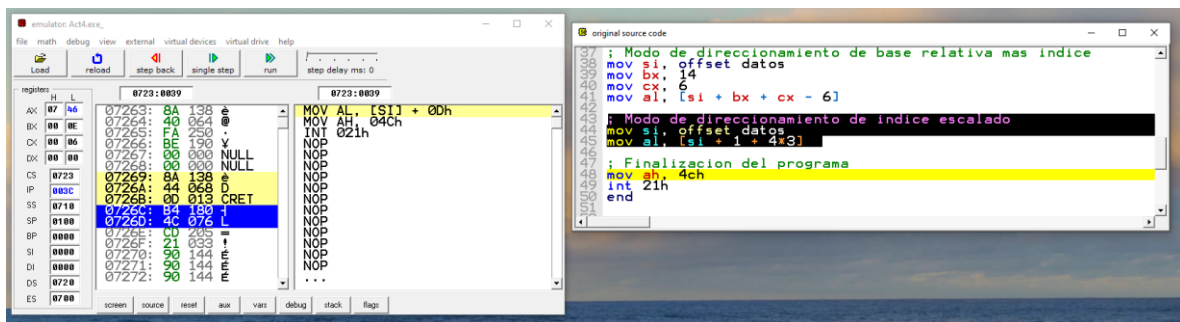 emulator: Act4.exe_
file math debug view external virtual devices virtual drive help
Load reload step back single step run step delay ms: 0
registers
H L
0723:0039 0723:0039
AX 07 46
BX 00 0E
CX 00 06
DX 00 00
CS 0723
IP 003C
SS 0710
SP 0100
BP 0000
SI 0000
DI 0000
DS 0720
ES 0700
07263: 8A 138 è
07264: 40 064 @
07265: FA 250 ·
07266: BE 190 ¥
07267: 00 000 NULL
07268: 00 000 NULL
07269: 8A 138 è
0726A: 44 068 D
0726B: 0D 013 CRET
0726C: B4 180 ┤
0726D: 4C 076 L
0726E: CD 205 ═
0726F: 21 033 !
07270: 90 144 É
07271: 90 144 É
07272: 90 144 É
MOV AL, [SI] + 0Dh
MOV AH, 04Ch
INT 021h
NOP
NOP
NOP
NOP
NOP
NOP
NOP
NOP
NOP
NOP
NOP
NOP
...
screen source reset aux vars debug stack flags
original source code
37 ; Modo de direccionamiento de base relativa mas indice
38 mov si, offset datos
39 mov bx, 14
40 mov cx, 6
41 mov al, [si + bx + cx - 6]
42
43 ; Modo de direccionamiento de indice escalado
44 mov si, offset datos
45 mov al, [si + 1 + 4*3]
46
47 ; Finalizacion del programa
48 mov ah, 4ch
49 int 21h
50 end
51